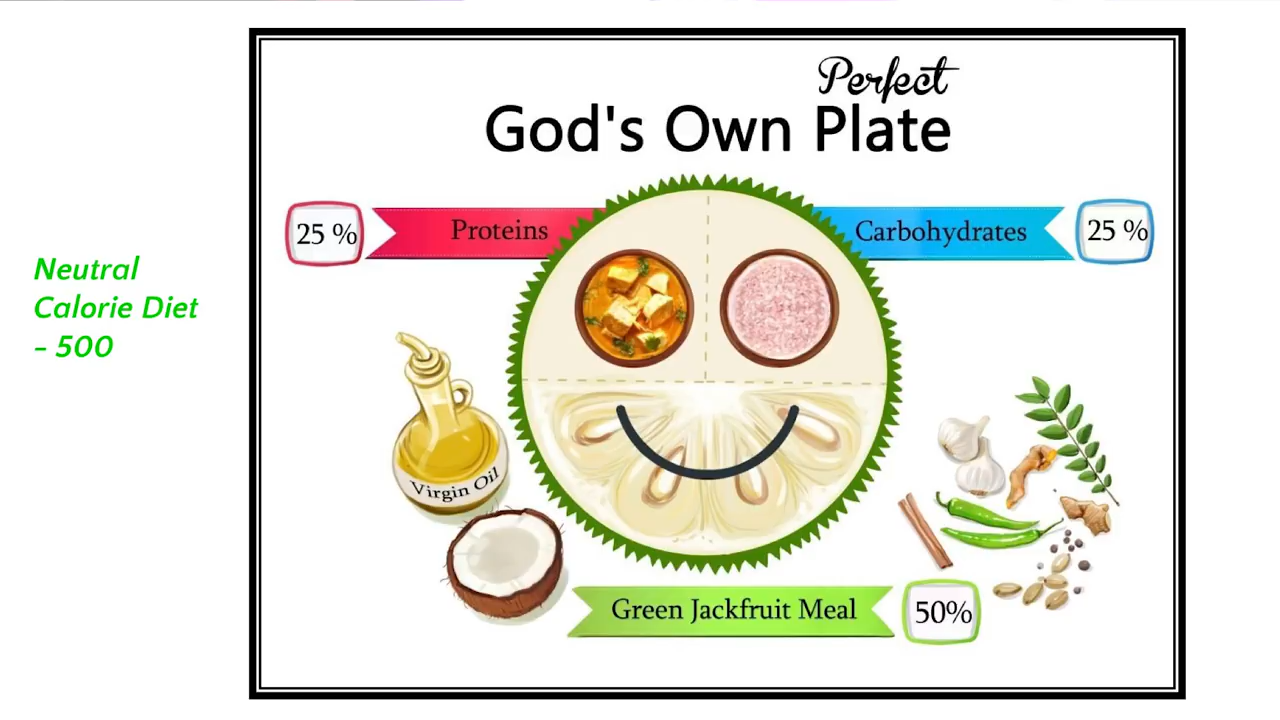 Perfect
God's Own Plate
25 %
Proteins
Carbohydrates
25 %
Neutral
Calorie Diet
- 500
Virgin Oil
Green Jackfruit Meal
50%